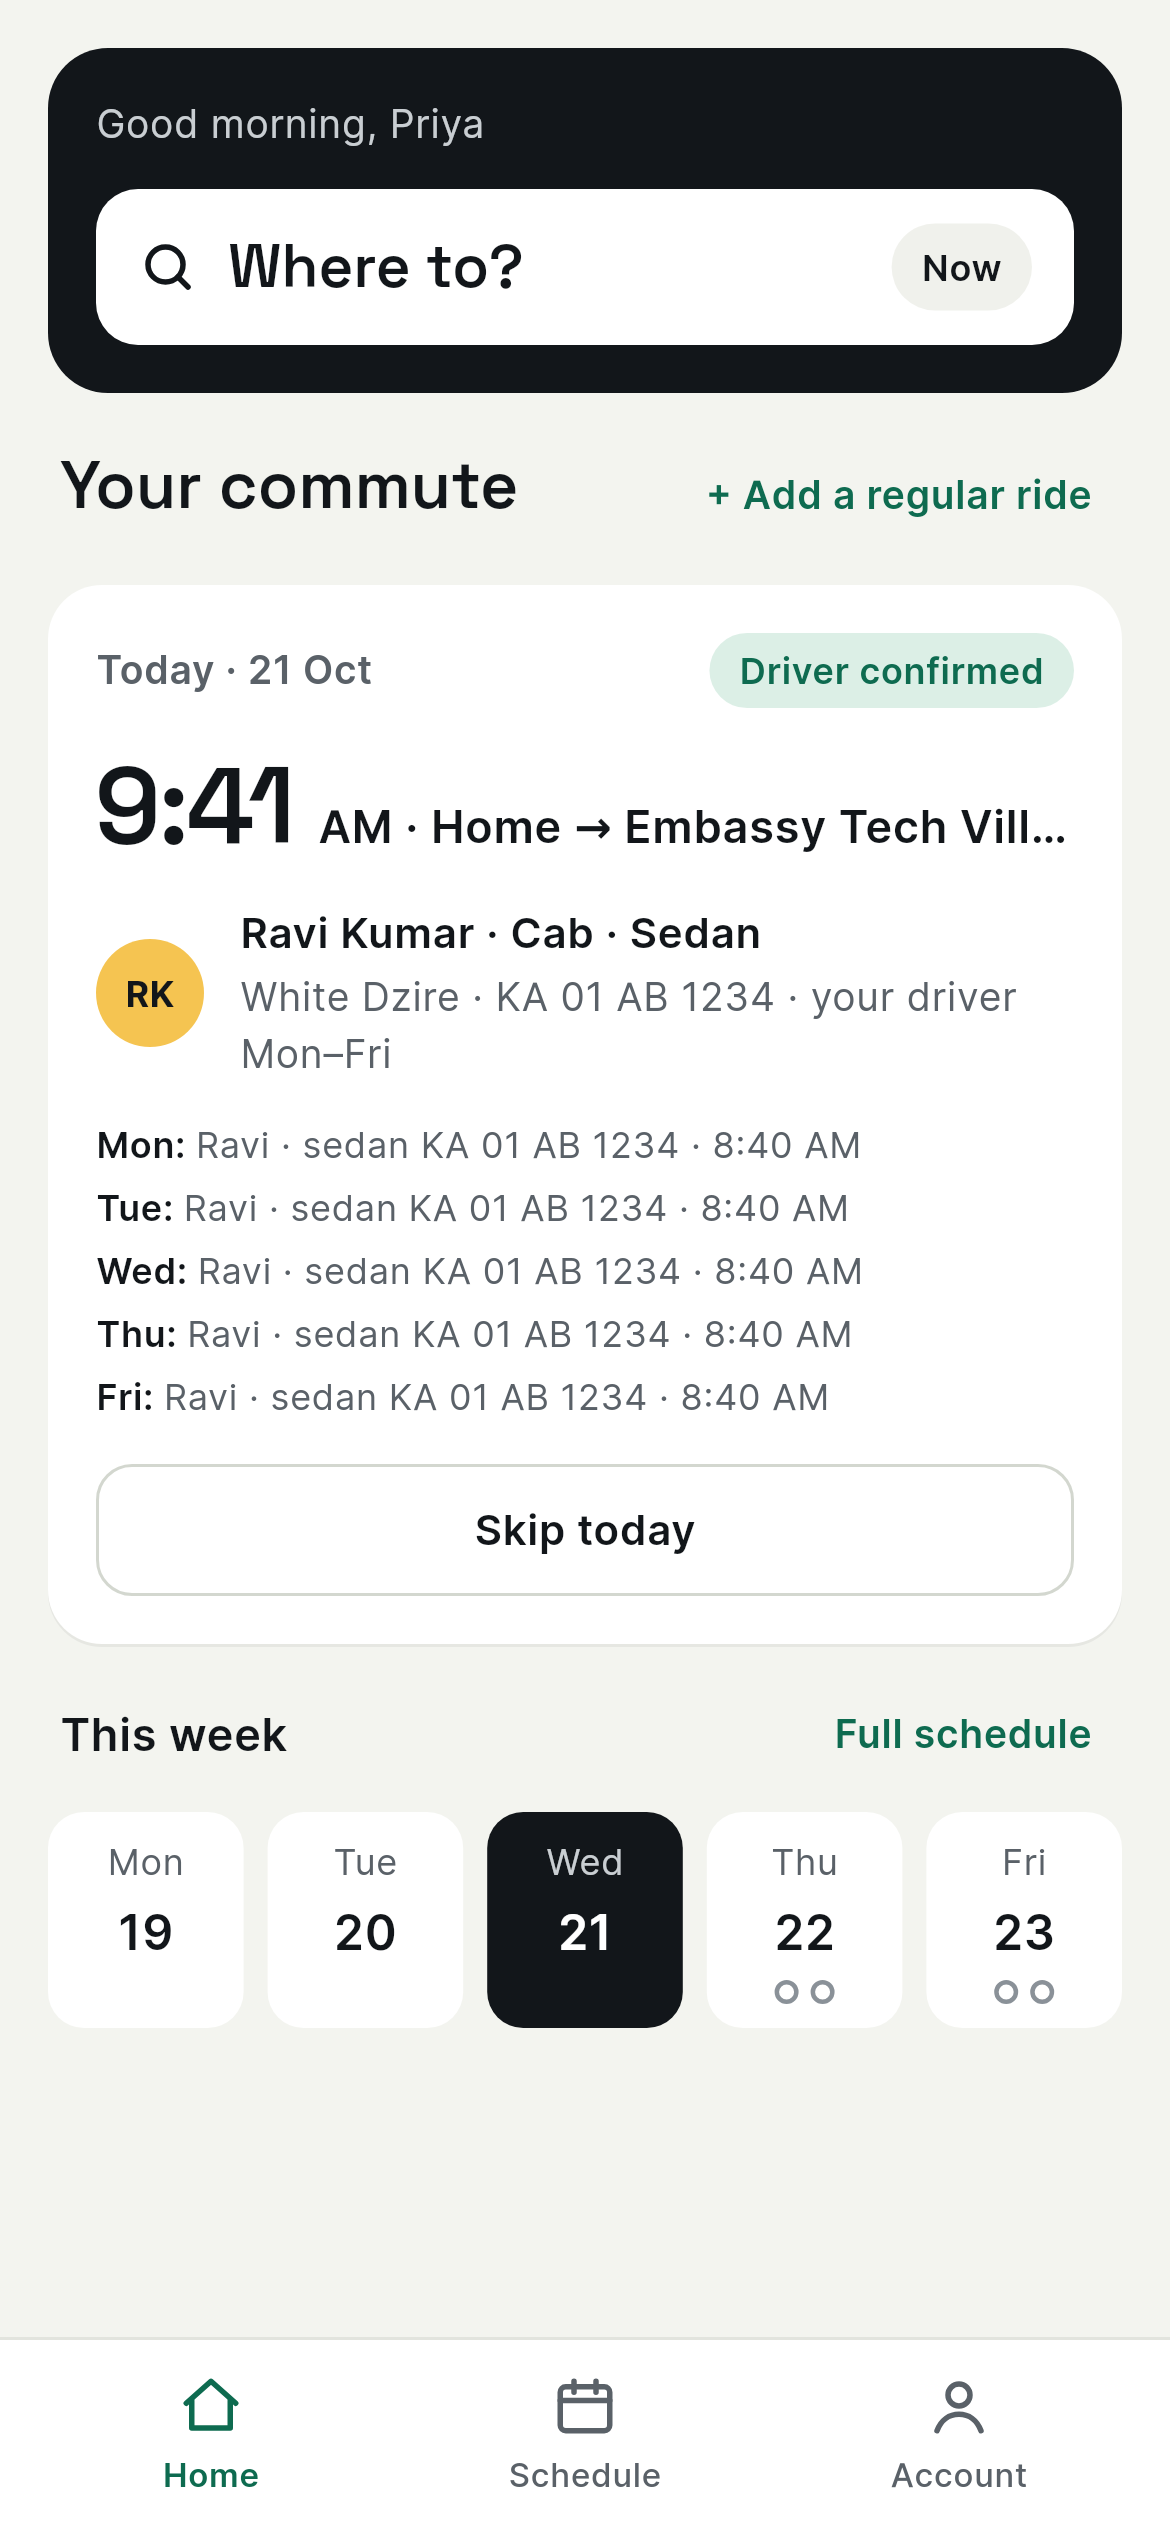 Good morning, Priya
Where to?
Now
Your commute
+ Add a regular ride
Today · 21 Oct
Driver confirmed
9:41 AM · Home → Embassy Tech Vill...
RK
Ravi Kumar · Cab · Sedan
White Dzire · KA 01 AB 1234 · your driver
Mon–Fri
Mon: Ravi · sedan KA 01 AB 1234 · 8:40 AM
Tue: Ravi · sedan KA 01 AB 1234 · 8:40 AM
Wed: Ravi · sedan KA 01 AB 1234 · 8:40 AM
Thu: Ravi · sedan KA 01 AB 1234 · 8:40 AM
Fri: Ravi · sedan KA 01 AB 1234 · 8:40 AM
Skip today
This week
Full schedule
Mon Tue Wed Thu Fri
19 20 21 22 23
Home Schedule Account